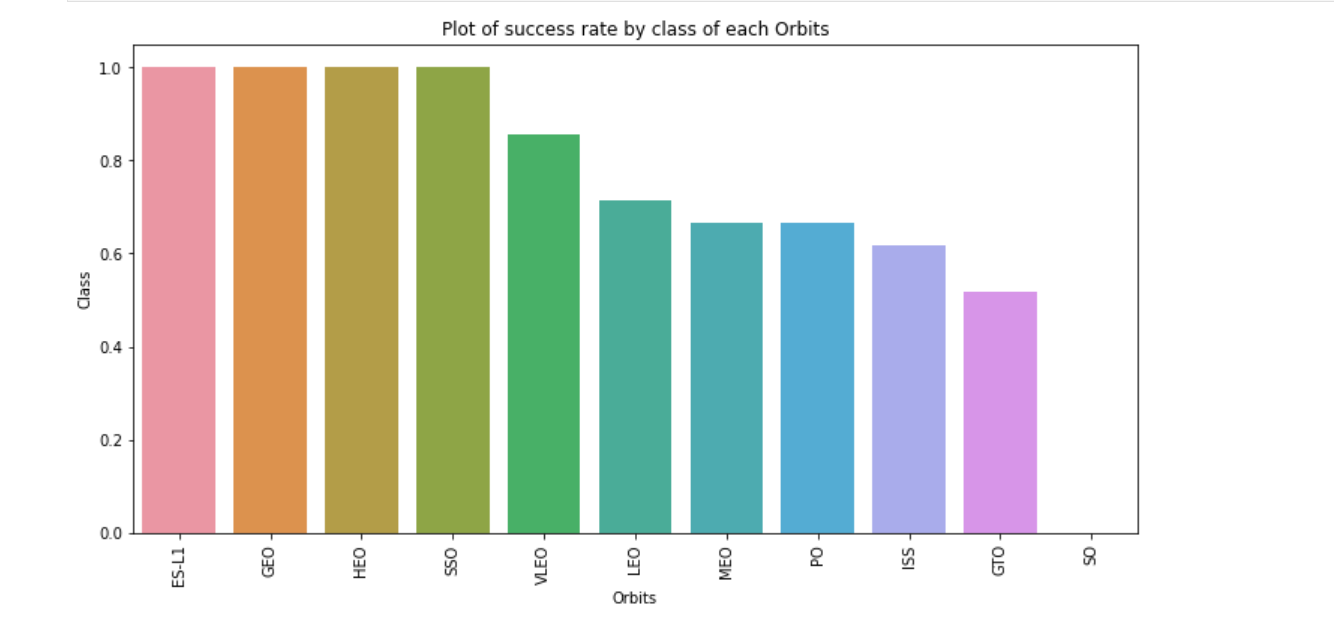 Plot of success rate by class of each Orbits
1.0
0.8
0.6
0.4
0.2
0.0
Class
ES-L1
GEO
HEO
SSO
VLEO
LEO
MEO
PO
ISS
GTO
SO
Orbits